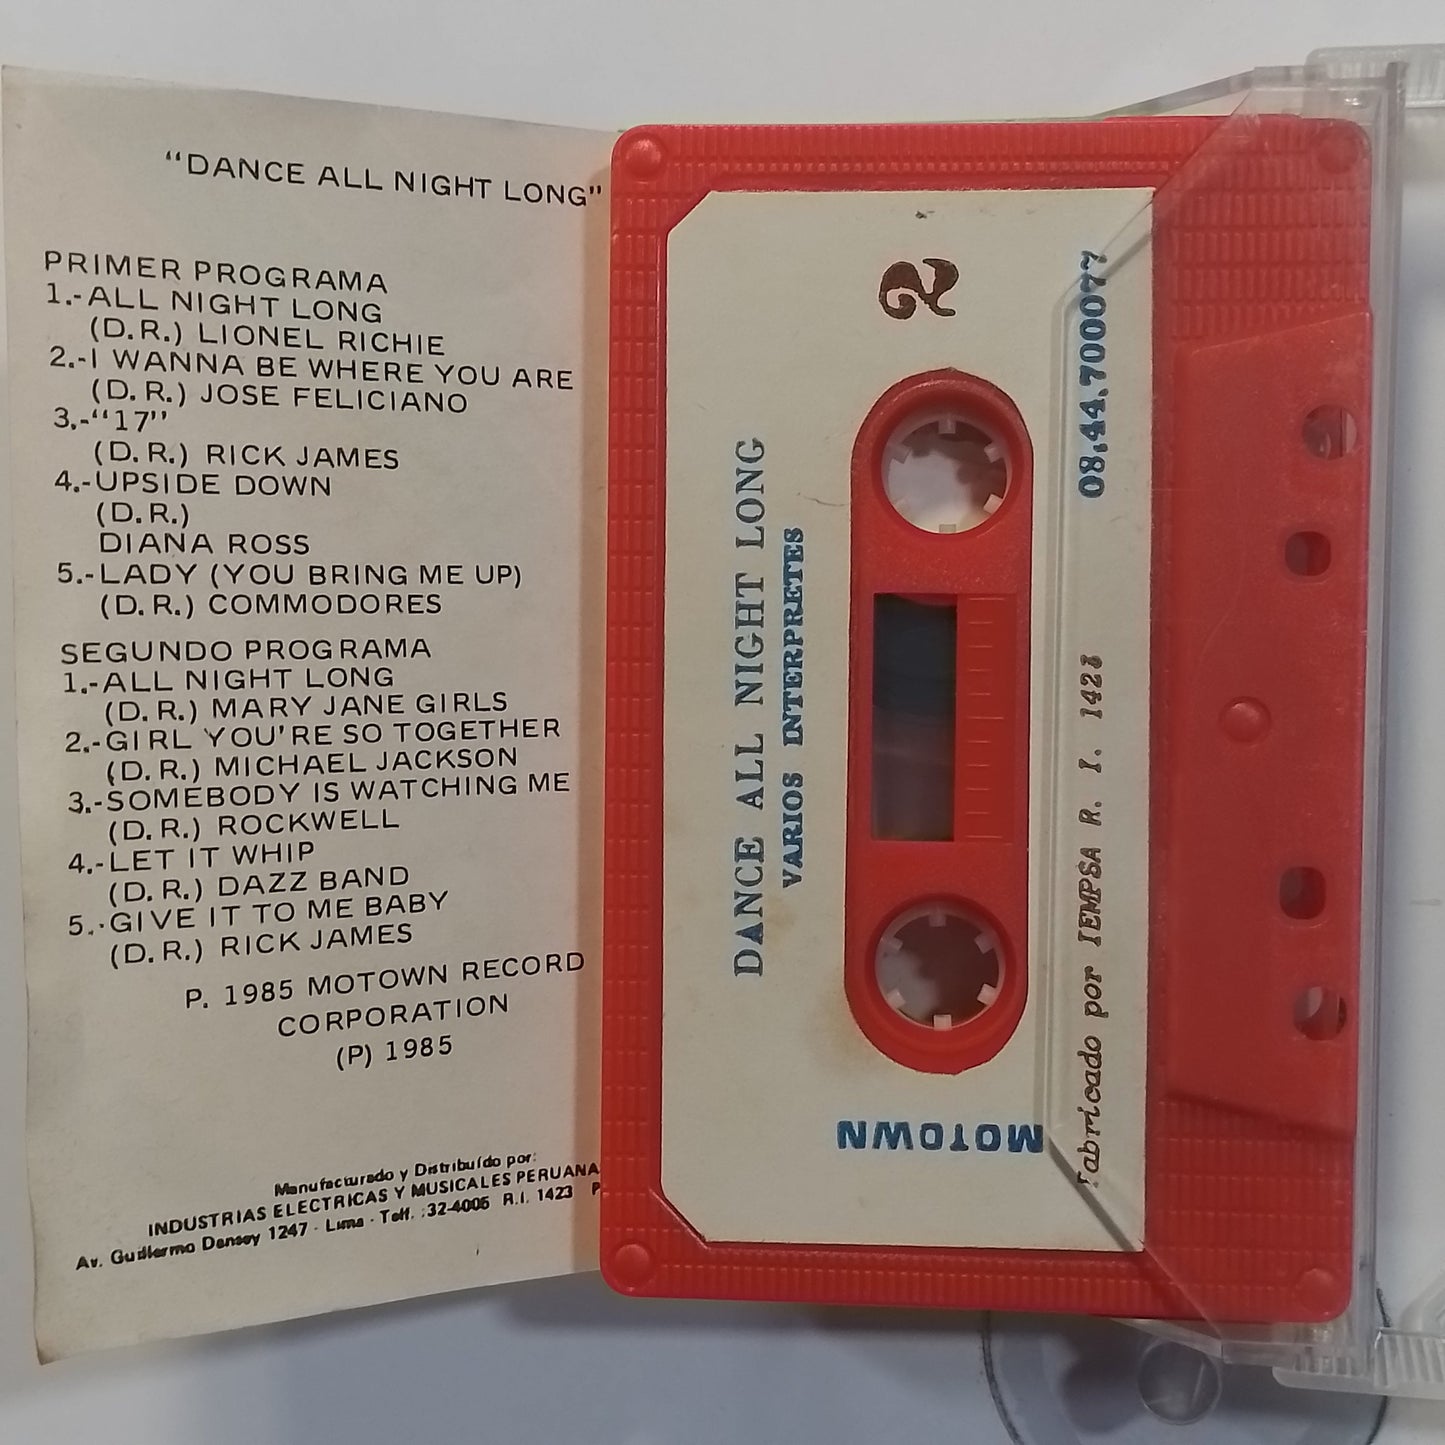 "DANCE ALL NIGHT LONG"
PRIMER PROGRAMA
1.-ALL NIGHT LONG
(D.R.) LIONEL RICHIE
2.-I WANNA BE WHERE YOU ARE
(D.R.) JOSE FELICIANO
3.-"17"
(D.R.) RICK JAMES
4.-UPSIDE DOWN
(D.R.)
DIANA ROSS
5.-LADY (YOU BRING ME UP)
(D.R.) COMMODORES
SEGUNDO PROGRAMA
1.-ALL NIGHT LONG
(D.R.) MARY JANE GIRLS
2.-GIRL YOU'RE SO TOGETHER
(D.R.) MICHAEL JACKSON
3.-SOMEBODY IS WATCHING ME
(D.R.) ROCKWELL
4.-LET IT WHIP
(D.R.) DAZZ BAND
5.-GIVE IT TO ME BABY
(D.R.) RICK JAMES
P. 1985 MOTOWN RECORD
CORPORATION
(P) 1985
Manufacturado y Distribuído por:
INDUSTRIAS ELECTRICAS Y MUSICALES PERUANA
Av. Guillermo Dansey 1247 - Lima - Telf. :32-4005 R.I. 1423 P
2
DANCE ALL NIGHT LONG
VARIOS INTERPRETES
MOTOWN
08.44.700077
Fabricado por IEMPSA R. I. 1423